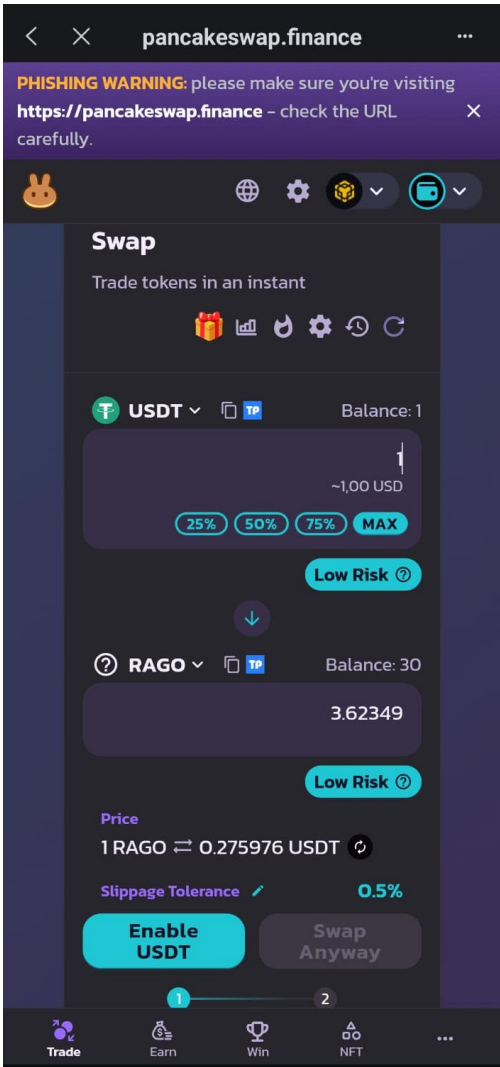 pancakeswap.finance
PHISHING WARNING: please make sure you're visiting
https://pancakeswap.finance - check the URL
carefully.
Swap
Trade tokens in an instant
USDT
TP
Balance: 1
1
~1,00 USD
25% 50% 75% MAX
Low Risk
RAGO
TP
Balance: 30
3.62349
Low Risk
Price
1 RAGO ⇄ 0.275976 USDT
Slippage Tolerance 0.5%
Enable
USDT
Swap
Anyway
1 2
Trade Earn Win NFT